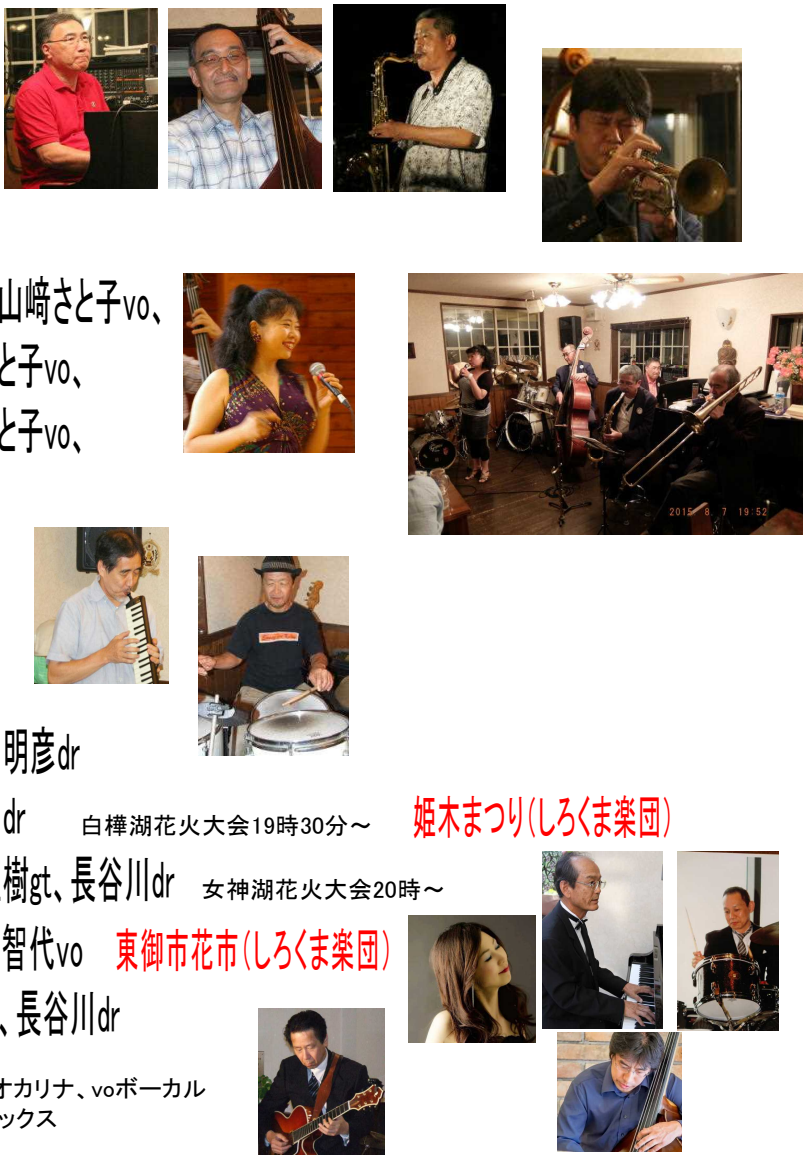 山﨑さと子vo、
と子vo、
と子vo、
2015 8. 7 19:52
明彦dr
dr 白樺湖花火大会19時30分～ 姫木まつり(しろくま楽団)
樹gt、長谷川dr 女神湖花火大会20時～
智代vo 東御市花市(しろくま楽団)
、長谷川dr
オカリナ、voボーカル
ックス